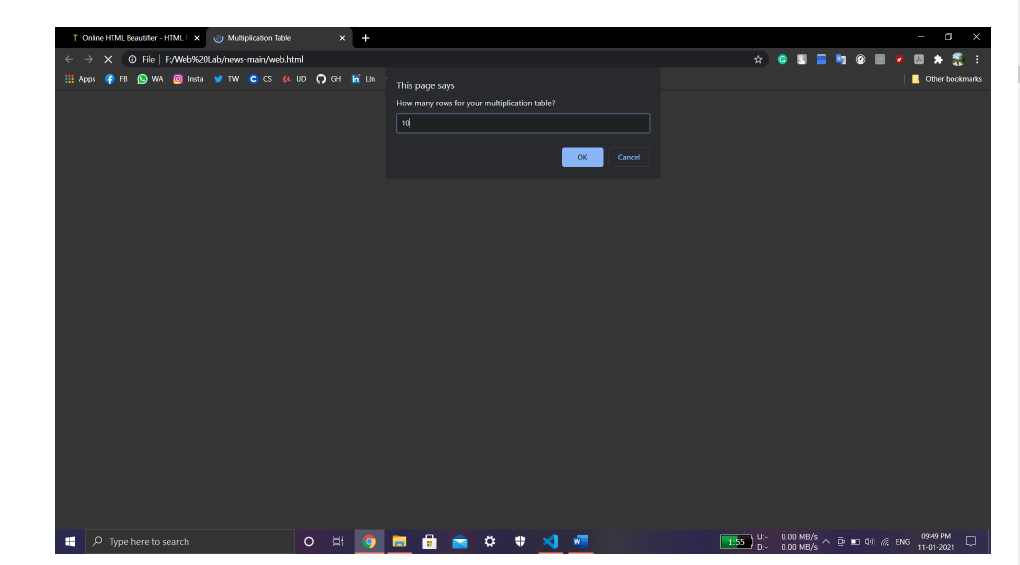 T Online HTML Beautifier - HTML
Multiplication Table
File | F:/Web%20Lab/news-main/web.html
Apps FB WA Insta TW CS UD GH Lin
Other bookmarks
This page says
How many rows for your multiplication table?
10
OK Cancel
Type here to search
1:55
U:- 0.00 MB/s
D:- 0.00 MB/s
ENG
09:49 PM
11-01-2021